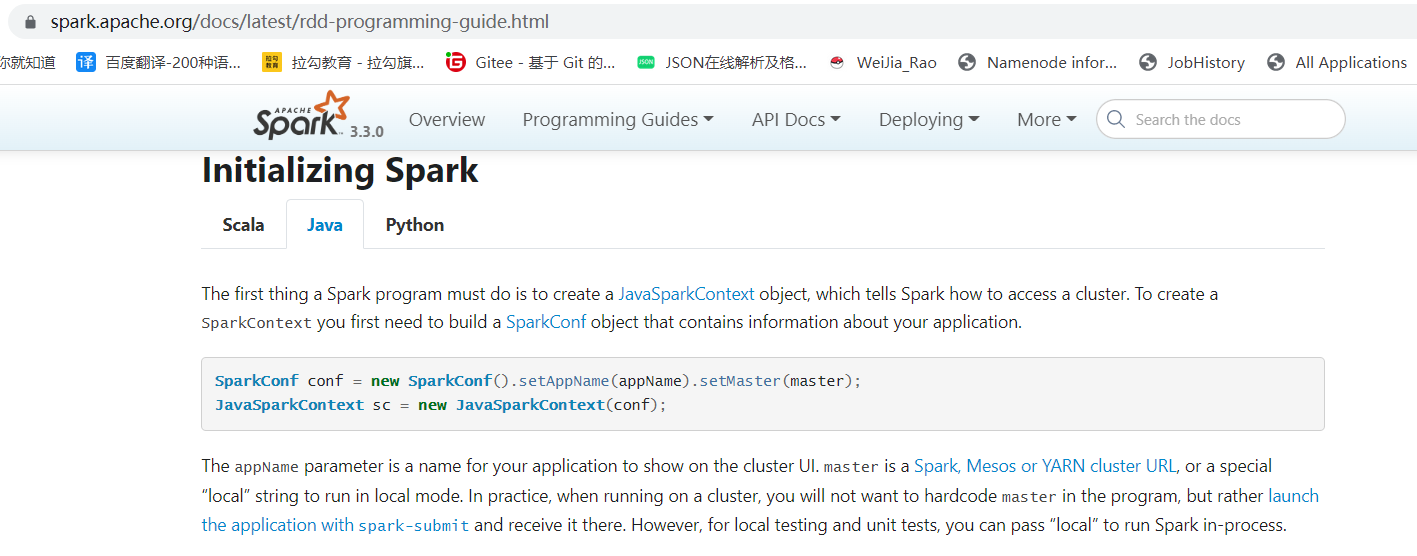 spark.apache.org/docs/latest/rdd-programming-guide.html
你就知道 译 百度翻译-200种语... 拉勾教育 拉勾教育 - 拉勾旗... G Gitee - 基于 Git 的... JSON JSON在线解析及格... WeiJia_Rao Namenode infor... JobHistory All Applications
APACHE Spark™ 3.3.0 Overview Programming Guides API Docs Deploying More Search the docs
Initializing Spark
Scala Java Python
The first thing a Spark program must do is to create a JavaSparkContext object, which tells Spark how to access a cluster. To create a
SparkContext you first need to build a SparkConf object that contains information about your application.
SparkConf conf = new SparkConf().setAppName(appName).setMaster(master);
JavaSparkContext sc = new JavaSparkContext(conf);
The appName parameter is a name for your application to show on the cluster UI. master is a Spark, Mesos or YARN cluster URL, or a special
“local” string to run in local mode. In practice, when running on a cluster, you will not want to hardcode master in the program, but rather launch
the application with spark-submit and receive it there. However, for local testing and unit tests, you can pass “local” to run Spark in-process.